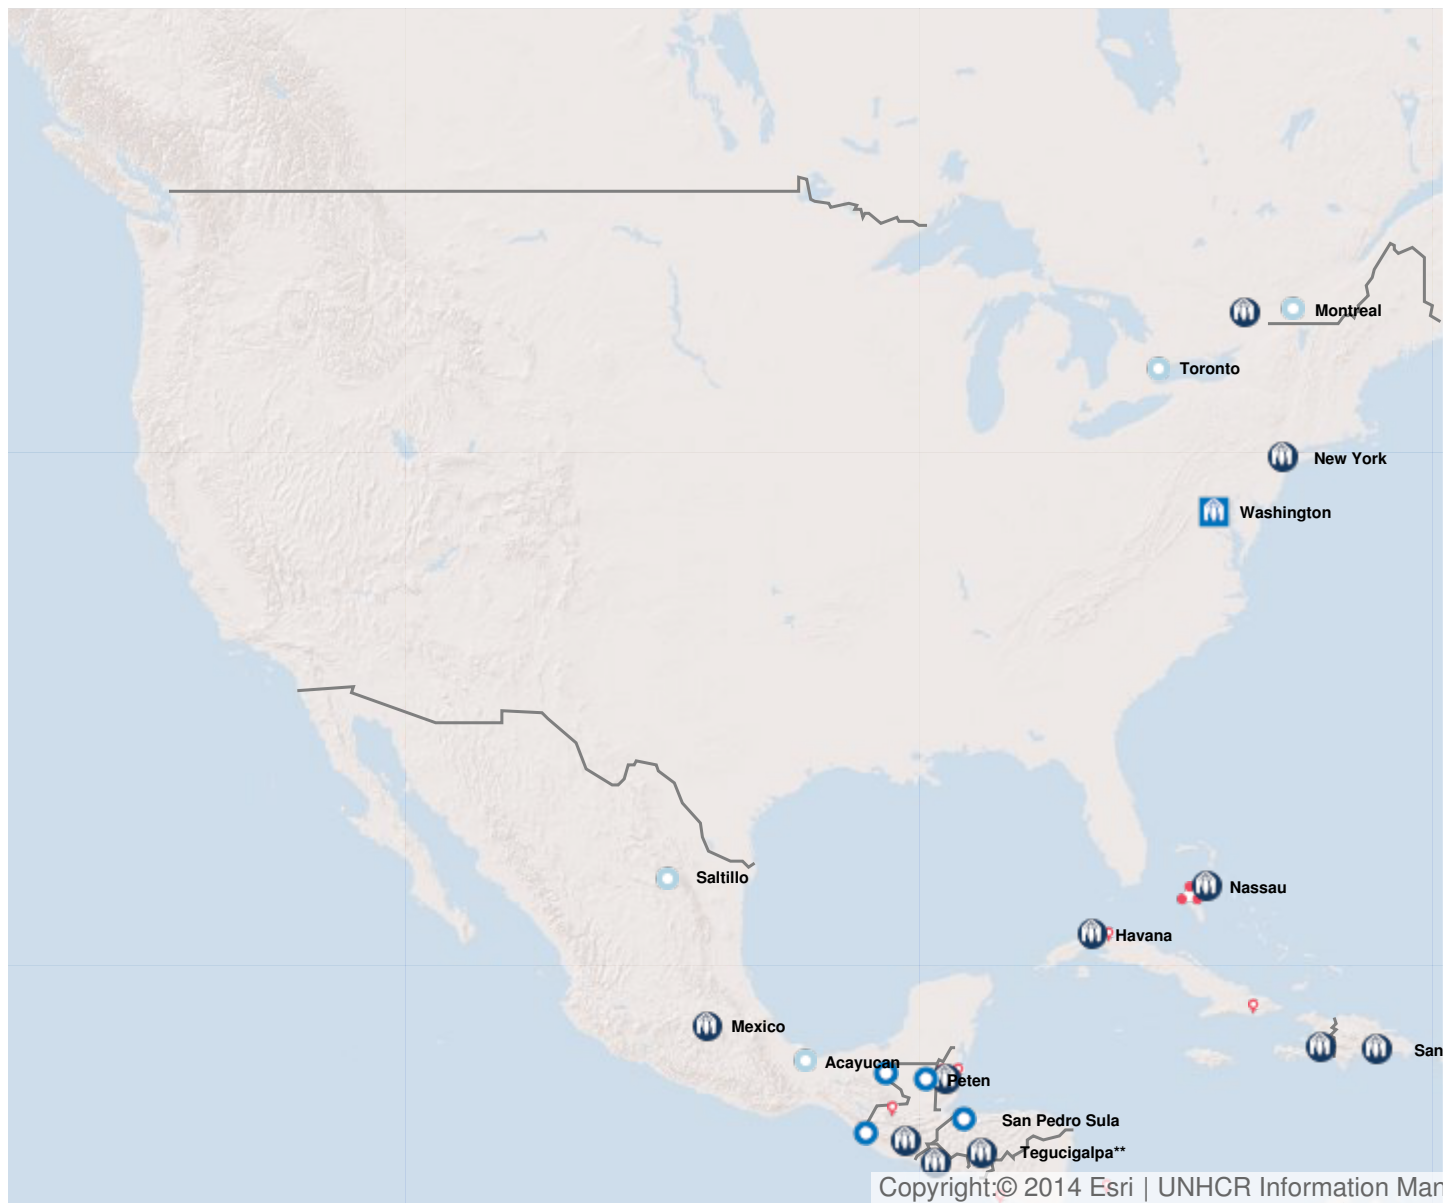 Montreal
Toronto
New York
Washington
Saltillo
Nassau
Havana
Mexico
San
Acayucan
Peten
San Pedro Sula
Tegucigalpa**
Copyright:© 2014 Esri | UNHCR Information Man